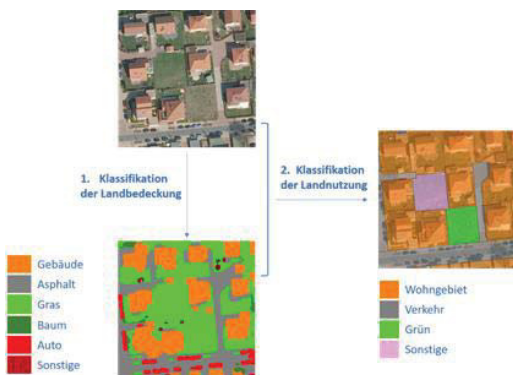 1. Klassifikation
der Landbedeckung
2. Klassifikation
der Landnutzung
Gebäude
Asphalt
Gras
Baum
Auto
Sonstige
Wohngebiet
Verkehr
Grün
Sonstige